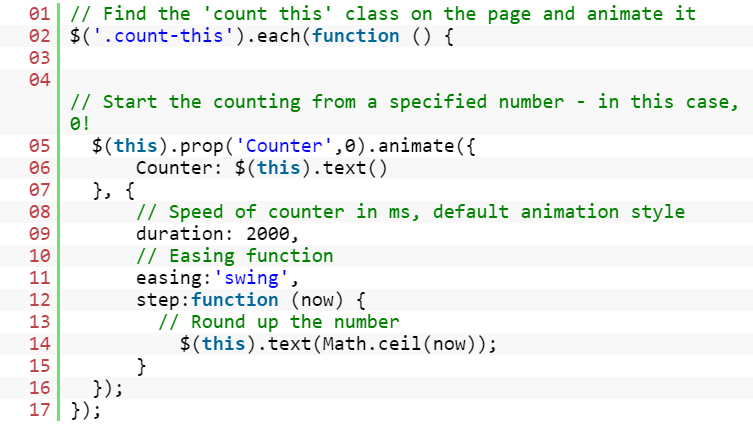 01 // Find the 'count this' class on the page and animate it
02 $('.count-this').each(function () {
03
04
// Start the counting from a specified number - in this case,
0!
05   $(this).prop('Counter',0).animate({
06       Counter: $(this).text()
07   }, {
08       // Speed of counter in ms, default animation style
09       duration: 2000,
10       // Easing function
11       easing:'swing',
12       step:function (now) {
13         // Round up the number
14           $(this).text(Math.ceil(now));
15       }
16   });
17 });